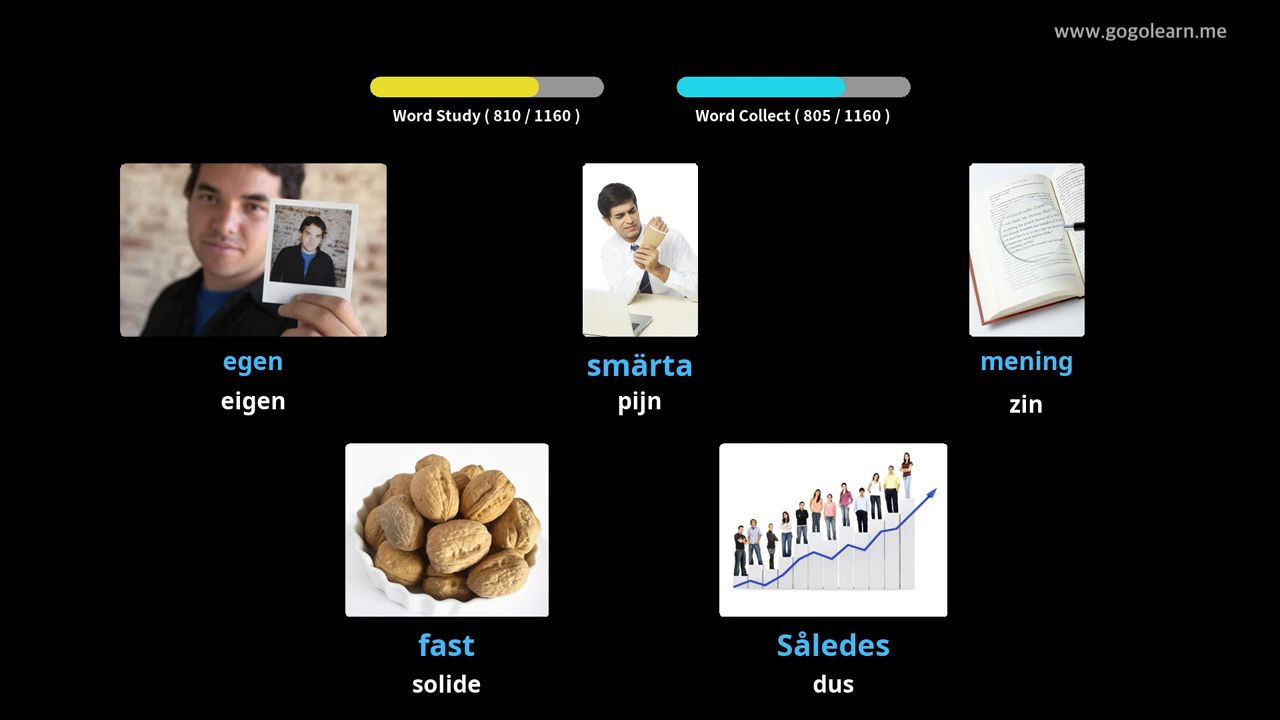 www.gogolearn.me
Word Study ( 810 / 1160 )
Word Collect ( 805 / 1160 )
egen
smärta
mening
eigen
pijn
zin
fast
Således
solide
dus